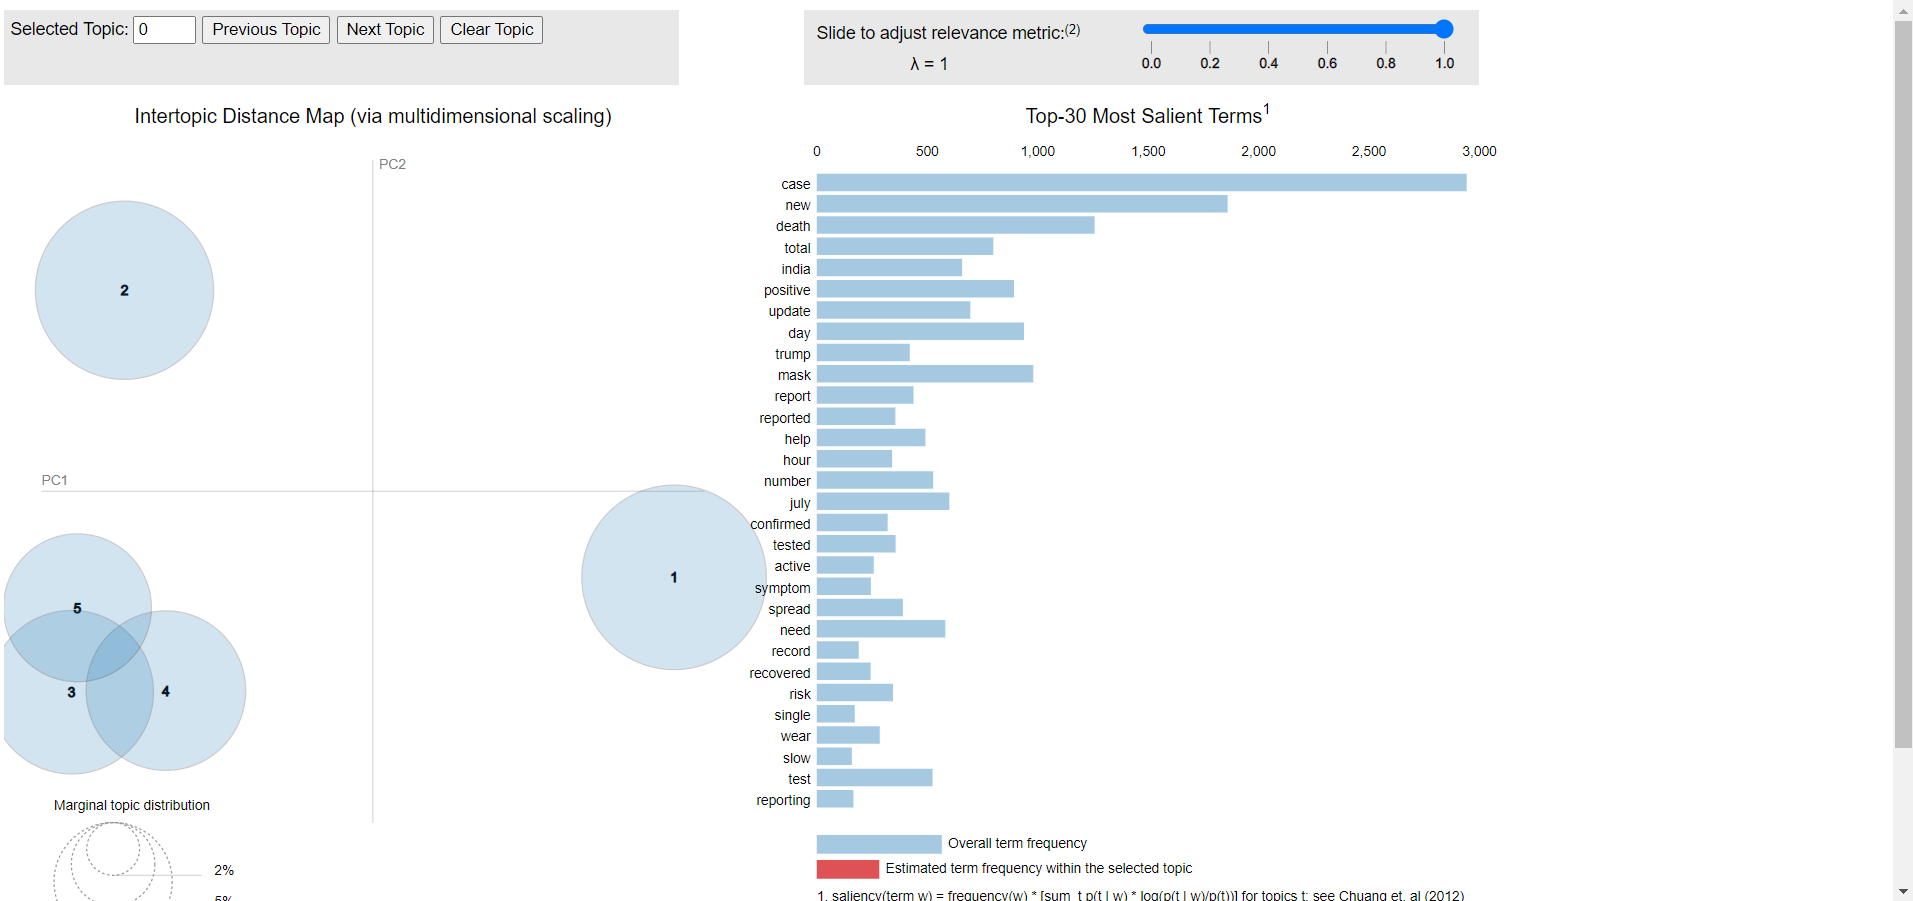 Selected Topic: 0 Previous Topic Next Topic Clear Topic
Slide to adjust relevance metric:(2)
λ = 1
0.0 0.2 0.4 0.6 0.8 1.0
Intertopic Distance Map (via multidimensional scaling)
PC2
PC1
2
1
5
3
4
Marginal topic distribution
2%
5%
Top-30 Most Salient Terms1
0 500 1,000 1,500 2,000 2,500 3,000
case
new
death
total
india
positive
update
day
trump
mask
report
reported
help
hour
number
july
confirmed
tested
active
symptom
spread
need
record
recovered
risk
single
wear
slow
test
reporting
Overall term frequency
Estimated term frequency within the selected topic
1. saliency(term w) = frequency(w) * [sum_t p(t | w) * log(p(t | w)/p(t))] for topics t; see Chuang et. al (2012)